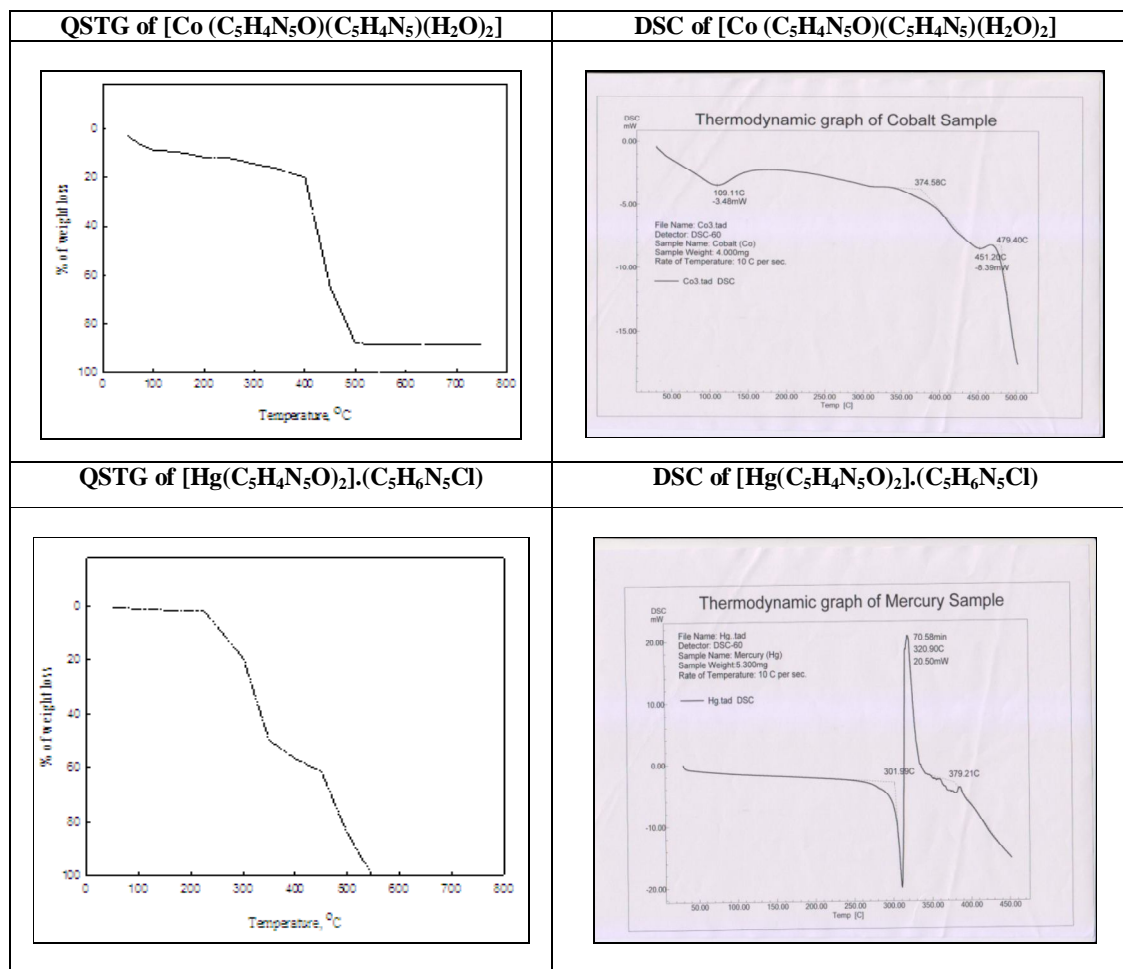 QSTG of [Co (C₅H₄N₅O)(C₅H₄N₅)(H₂O)₂]
DSC of [Co (C₅H₄N₅O)(C₅H₄N₅)(H₂O)₂]
% of weight loss
0
20
40
60
80
100
0 100 200 300 400 500 600 700 800
Temperature, ⁰C
Thermodynamic graph of Cobalt Sample
DSC
mW
0.00
-5.00
-10.00
-15.00
109.11C
-3.48mW
374.58C
479.40C
451.20C
-8.39mW
File Name: Co3.tad
Detector: DSC-60
Sample Name: Cobalt (Co)
Sample Weight: 4.000mg
Rate of Temperature: 10 C per sec.
Co3.tad DSC
50.00 100.00 150.00 200.00 250.00 300.00 350.00 400.00 450.00 500.00
Temp [C]
QSTG of [Hg(C₅H₄N₅O)₂].(C₅H₆N₅Cl)
DSC of [Hg(C₅H₄N₅O)₂].(C₅H₆N₅Cl)
% of weight loss
0
20
40
60
80
100
0 100 200 300 400 500 600 700 800
Temperature, ⁰C
Thermodynamic graph of Mercury Sample
DSC
mW
20.00
10.00
0.00
-10.00
-20.00
File Name: Hg..tad
Detector: DSC-60
Sample Name: Mercury (Hg)
Sample Weight:5.300mg
Rate of Temperature: 10 C per sec.
Hg.tad DSC
70.58min
320.90C
20.50mW
301.99C
379.21C
50.00 100.00 150.00 200.00 250.00 300.00 350.00 400.00 450.00
Temp [C]